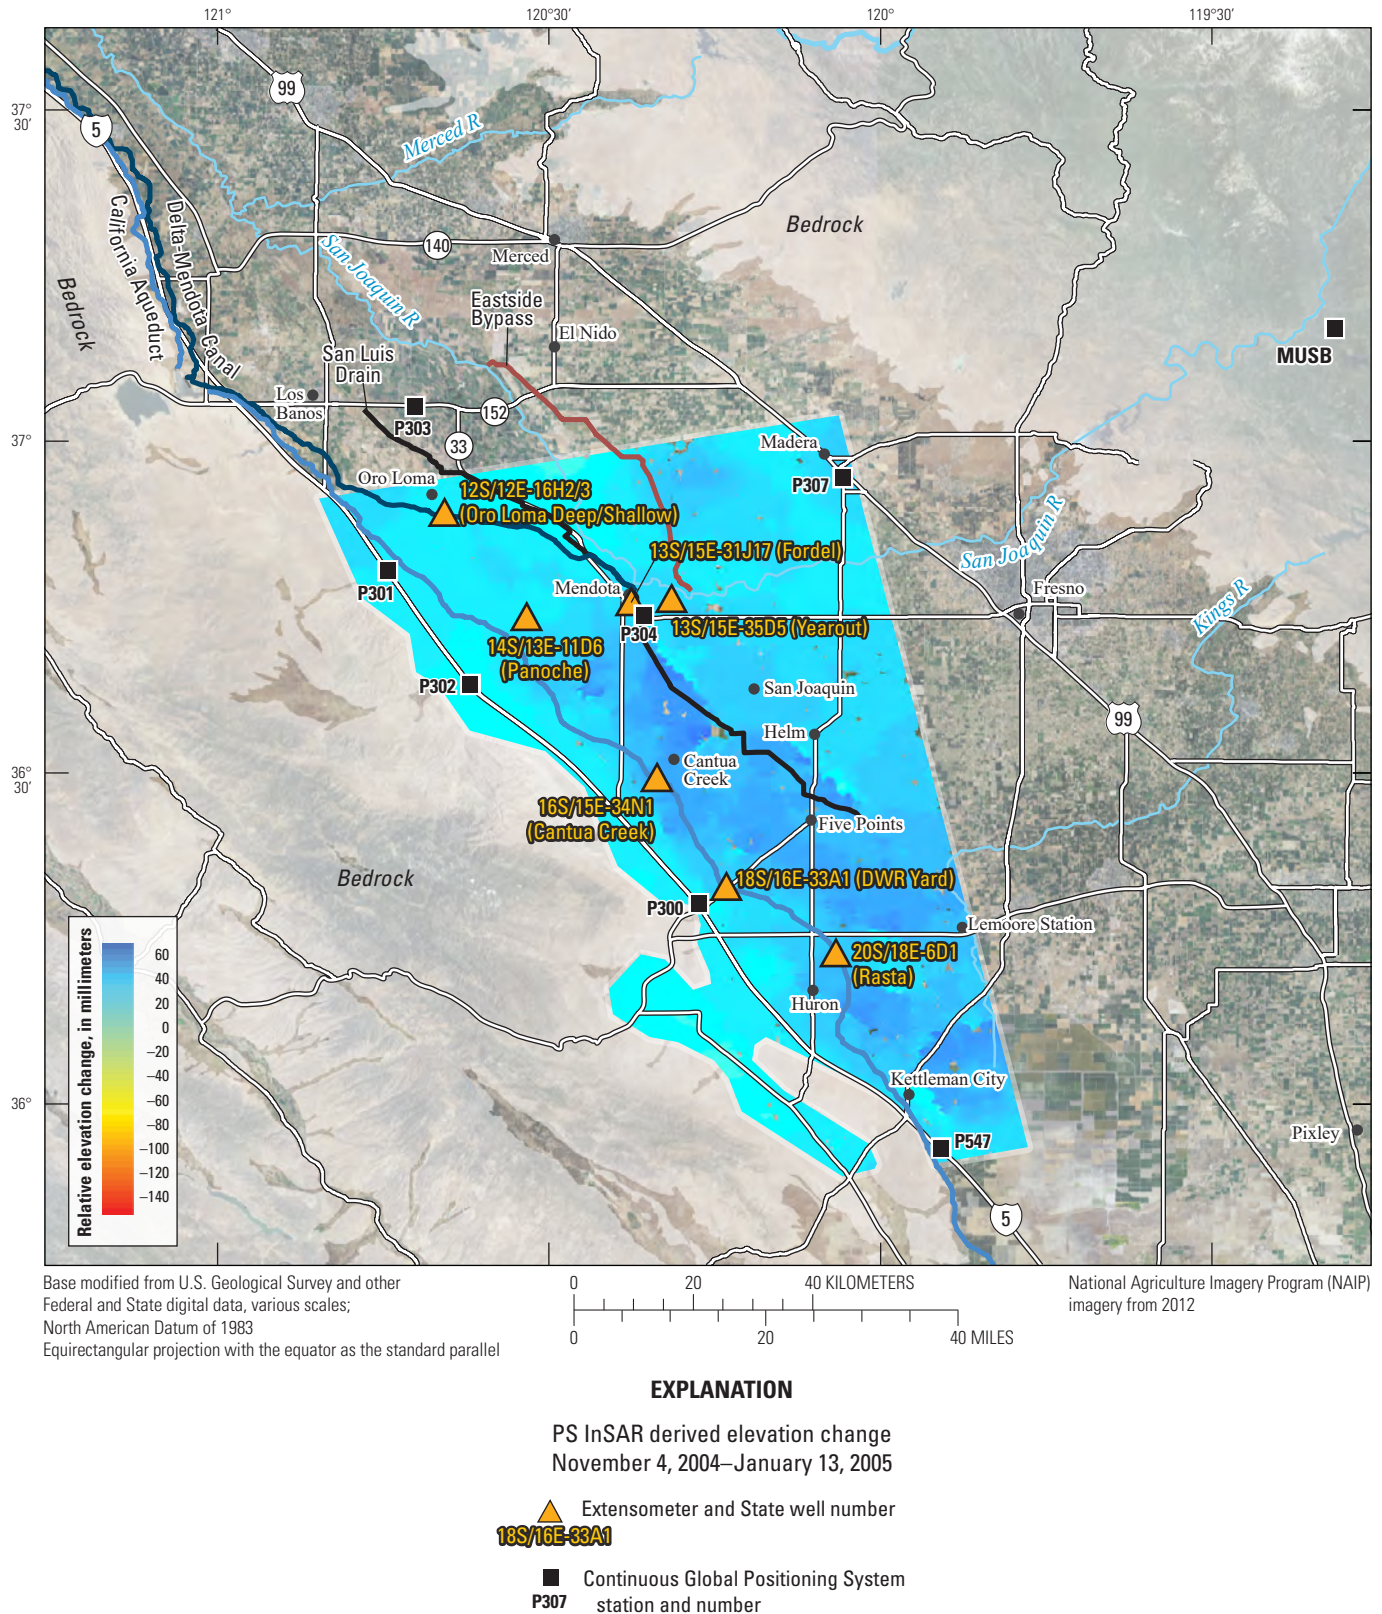 121°
120°30'
120°
119°30'
37°
30'
37°
36°
30'
36°
99
5
Merced R
Bedrock
140
Merced
San Joaquin R
Delta-Mendota Canal
California Aqueduct
Bedrock
Eastside
Bypass
El Nido
MUSB
San Luis
Drain
Los
Banos
P303
152
33
Madera
P307
Oro Loma
12S/12E-16H2/3
(Oro Loma Deep/Shallow)
San Joaquin R
13S/15E-31J17 (Fordel)
P301
Mendota
Fresno
Kings R
P304
13S/15E-35D5 (Yearout)
14S/13E-11D6
(Panoche)
P302
San Joaquin
99
Helm
Cantua
Creek
16S/15E-34N1
(Cantua Creek)
Five Points
Bedrock
18S/16E-33A1 (DWR Yard)
P300
Lemoore Station
20S/18E-6D1
(Rasta)
Huron
Kettleman City
P547
Pixley
5
Relative elevation change, in millimeters
60
40
20
0
–20
–40
–60
–80
–100
–120
–140
Base modified from U.S. Geological Survey and other
Federal and State digital data, various scales;
North American Datum of 1983
Equirectangular projection with the equator as the standard parallel
0 20 40 KILOMETERS
0 20 40 MILES
National Agriculture Imagery Program (NAIP)
imagery from 2012
EXPLANATION
PS InSAR derived elevation change
November 4, 2004–January 13, 2005
Extensometer and State well number
18S/16E-33A1
Continuous Global Positioning System
station and number
P307